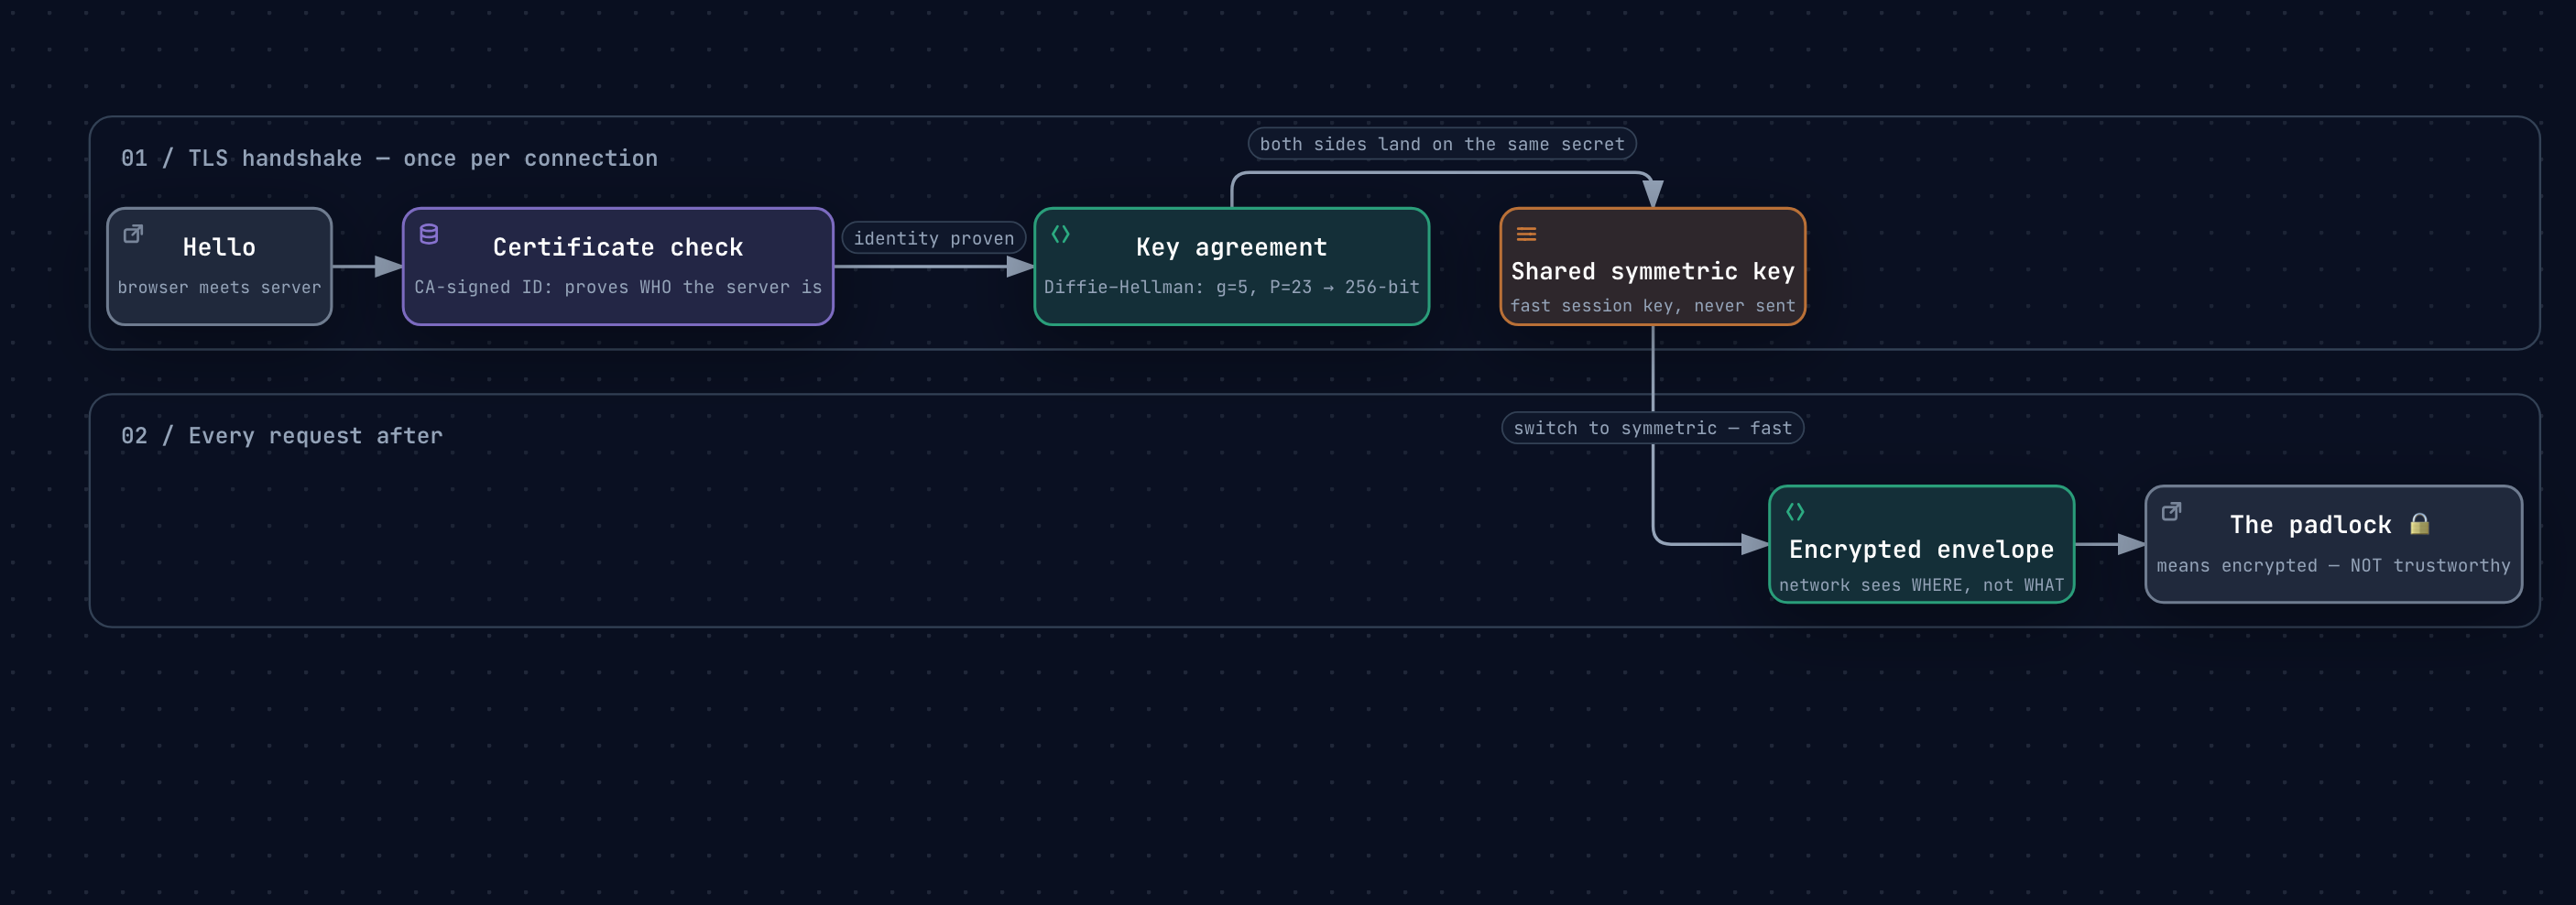 01 / TLS handshake — once per connection
both sides land on the same secret
Hello
browser meets server
Certificate check
CA-signed ID: proves WHO the server is
identity proven
Key agreement
Diffie-Hellman: g=5, P=23 → 256-bit
Shared symmetric key
fast session key, never sent
02 / Every request after
switch to symmetric — fast
Encrypted envelope
network sees WHERE, not WHAT
The padlock 🔒
means encrypted — NOT trustworthy